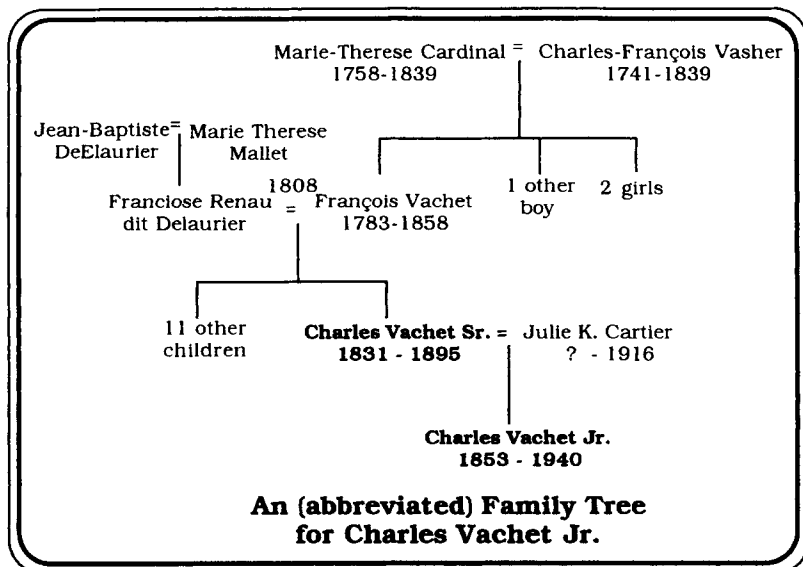 Marie-Therese Cardinal = Charles-François Vasher
1758-1839 1741-1839
Jean-Baptiste = Marie Therese
DeElaurier Mallet
1 other
boy
2 girls
1808
Franciose Renau = François Vachet
dit Delaurier 1783-1858
11 other
children
Charles Vachet Sr. = Julie K. Cartier
1831 - 1895 ? - 1916
Charles Vachet Jr.
1853 - 1940
An (abbreviated) Family Tree
for Charles Vachet Jr.